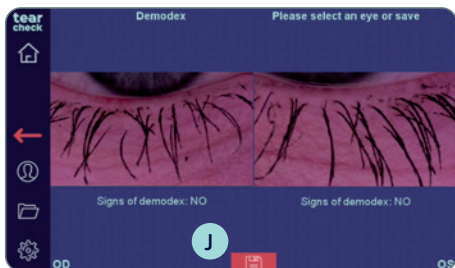 tear
check
Demodex
Please select an eye or save
Signs of demodex: NO
Signs of demodex: NO
J
OD
OS